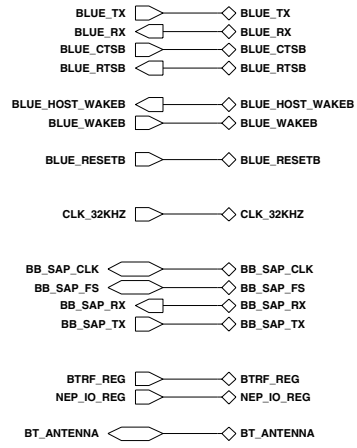 BLUE_TX BLUE_TX
BLUE_RX BLUE_RX
BLUE_CTSB BLUE_CTSB
BLUE_RTSB BLUE_RTSB
BLUE_HOST_WAKEB BLUE_HOST_WAKEB
BLUE_WAKEB BLUE_WAKEB
BLUE_RESETB BLUE_RESETB
CLK_32KHZ CLK_32KHZ
BB_SAP_CLK BB_SAP_CLK
BB_SAP_FS BB_SAP_FS
BB_SAP_RX BB_SAP_RX
BB_SAP_TX BB_SAP_TX
BTRF_REG BTRF_REG
NEP_IO_REG NEP_IO_REG
BT_ANTENNA BT_ANTENNA